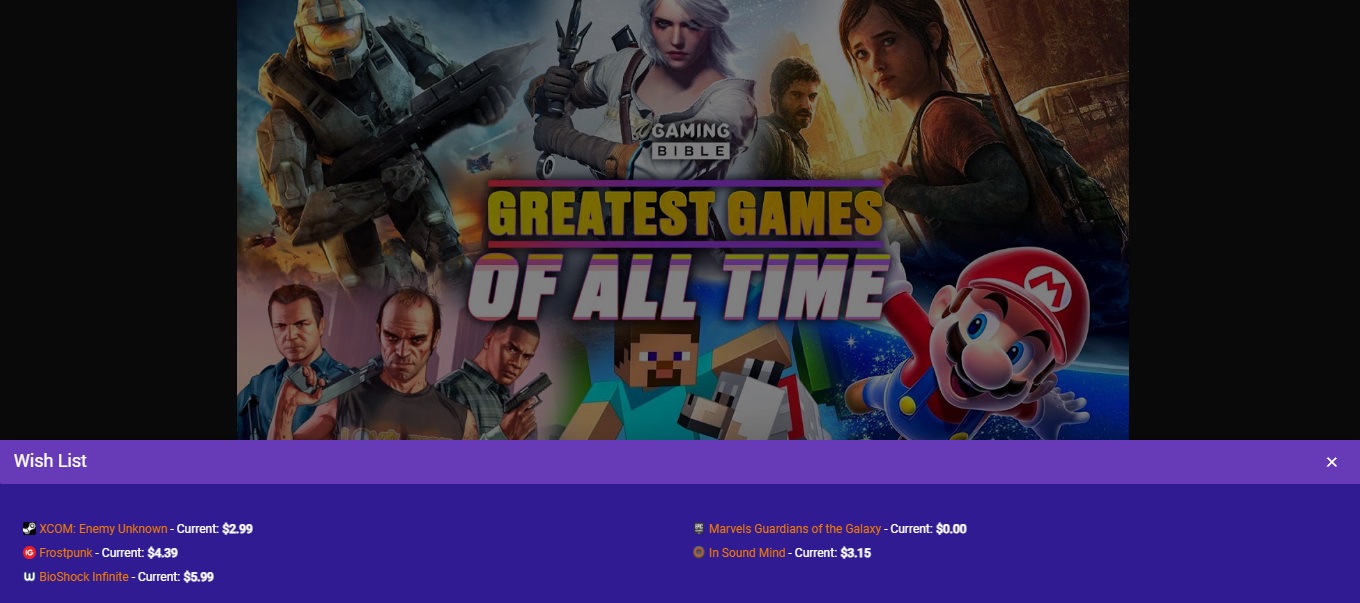 GAMING
BIBLE
GREATEST GAMES
OF ALL TIME
Wish List
XCOM: Enemy Unknown - Current: $2.99
Frostpunk - Current: $4.39
BioShock Infinite - Current: $5.99
Marvels Guardians of the Galaxy - Current: $0.00
In Sound Mind - Current: $3.15